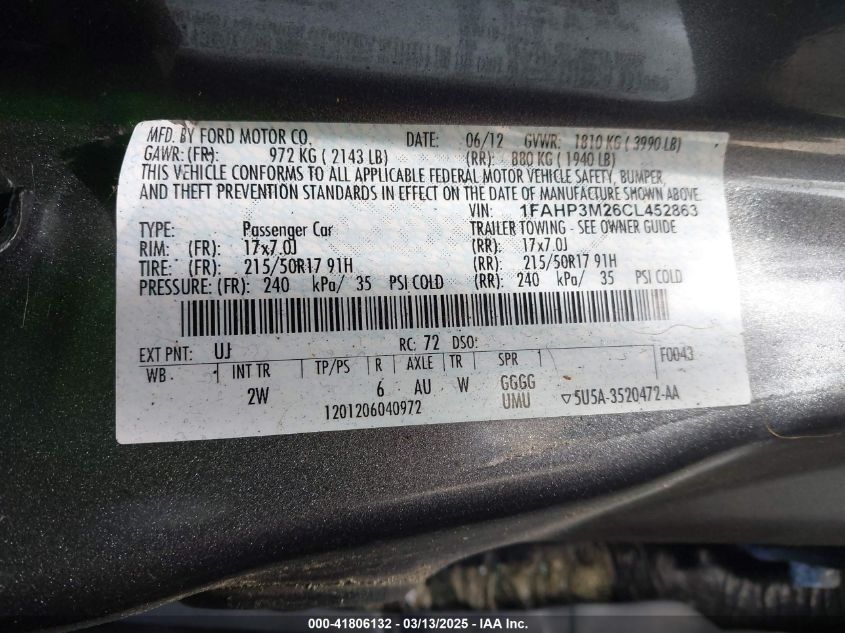 MFD. BY FORD MOTOR CO. DATE: 06/12 GVWR: 1810 KG ( 3990 LB)
GAWR: (FR): 972 KG ( 2143 LB) (RR): 880 KG ( 1940 LB)
THIS VEHICLE CONFORMS TO ALL APPLICABLE FEDERAL MOTOR VEHICLE SAFETY, BUMPER,
AND THEFT PREVENTION STANDARDS IN EFFECT ON THE DATE OF MANUFACTURE SHOWN ABOVE.
VIN: 1FAHP3M26CL452863
TYPE: Passenger Car TRAILER TOWING - SEE OWNER GUIDE
RIM: (FR): 17x7.0J (RR): 17x7.0J
TIRE: (FR): 215/50R17 91H (RR): 215/50R17 91H
PRESSURE: (FR): 240 kPa/ 35 PSI COLD (RR): 240 kPa/ 35 PSI COLD
EXT PNT: UJ RC: 72 DSO: F0043
WB INT TR TP/PS R AXLE TR SPR
2W 6 AU W GGGG
1201206040972 UMU ▽5U5A-3520472-AA
000-41806132 - 03/13/2025 - IAA Inc.